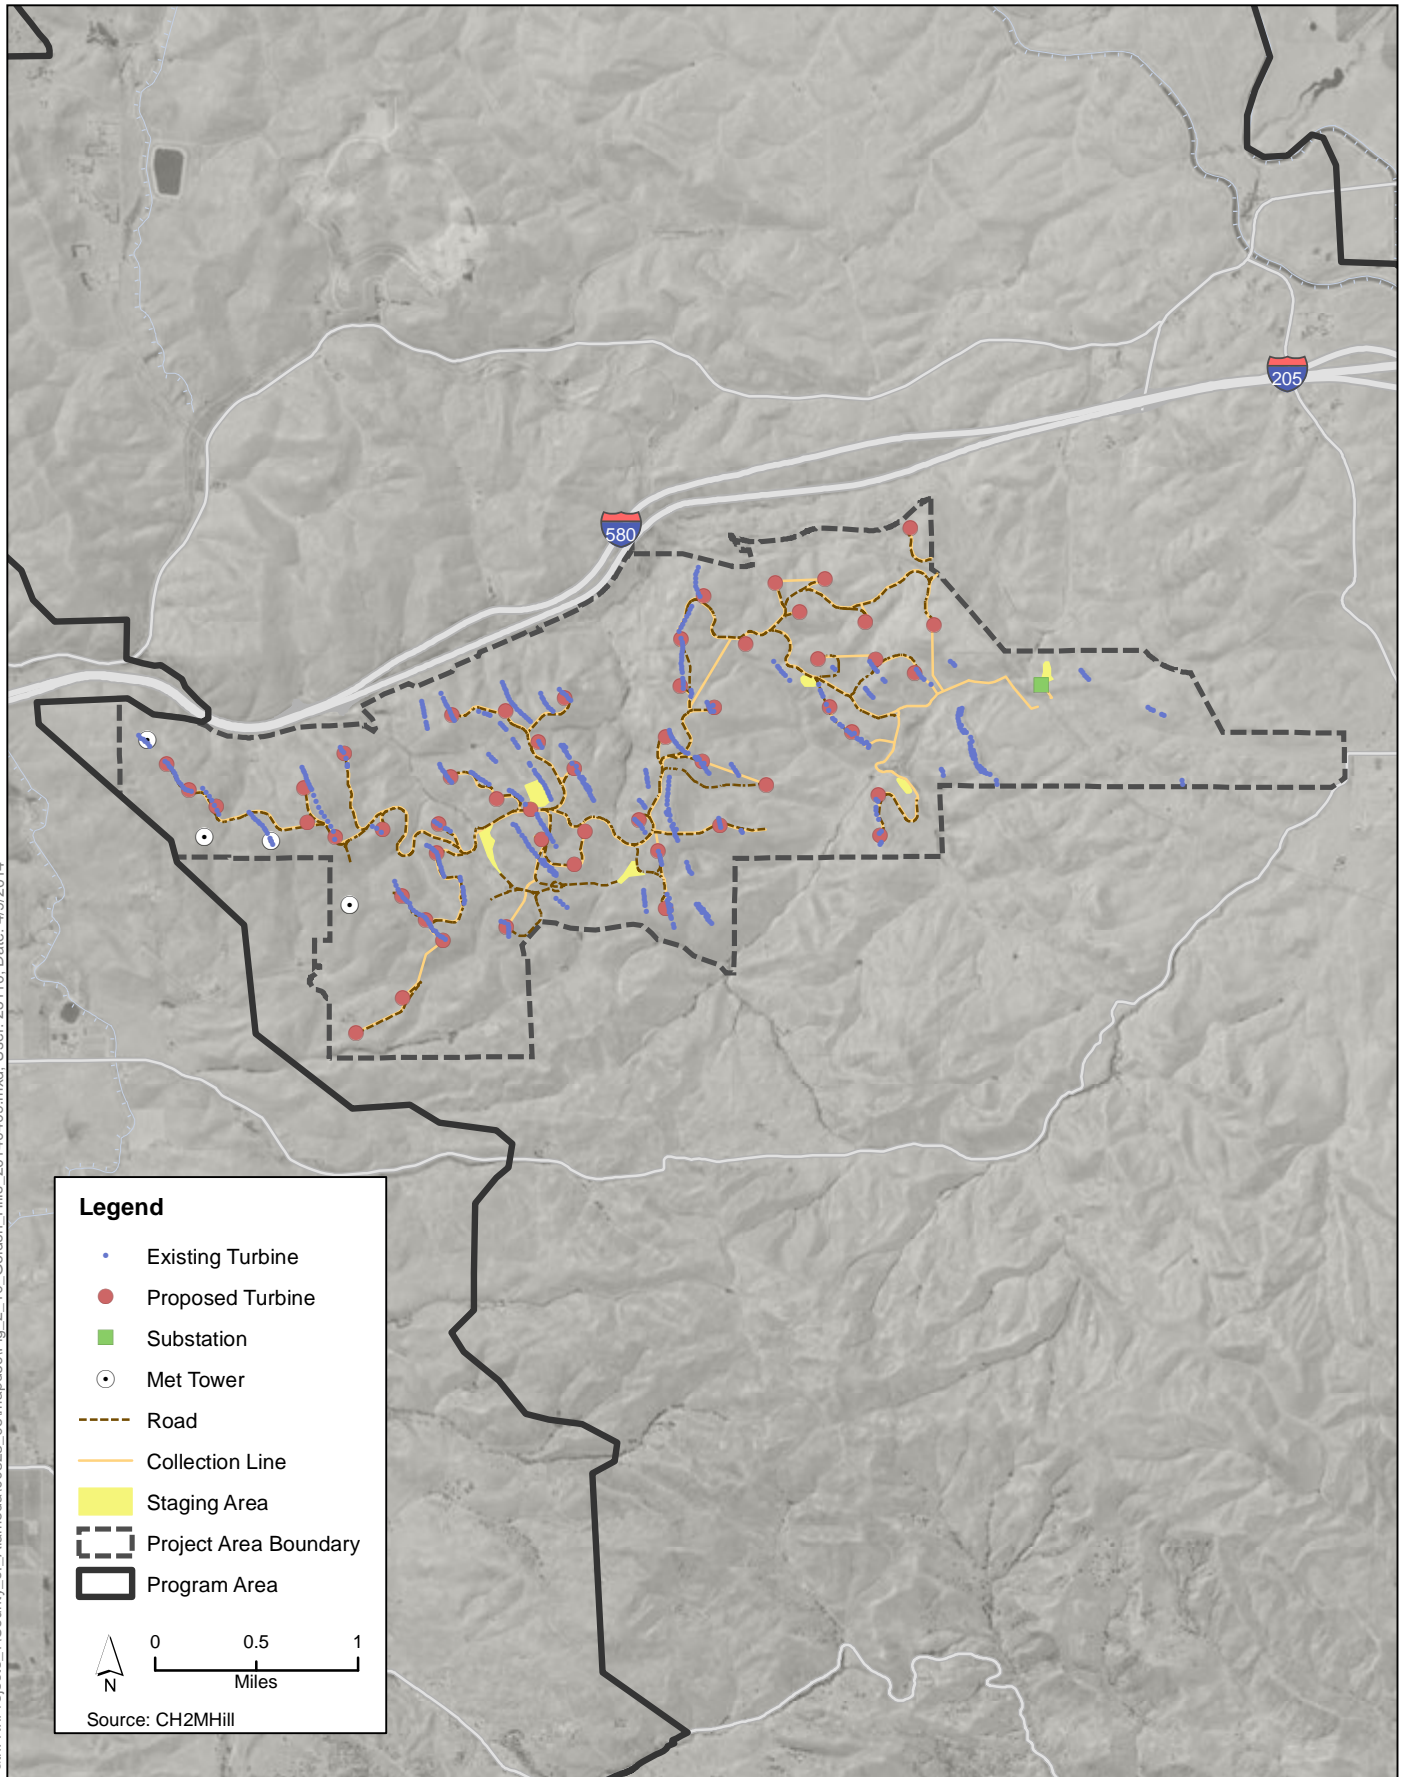 205
580
Legend
Existing Turbine
Proposed Turbine
Substation
Met Tower
Road
Collection Line
Staging Area
Project Area Boundary
Program Area
0 0.5 1
Miles
N
Source: CH2MHill